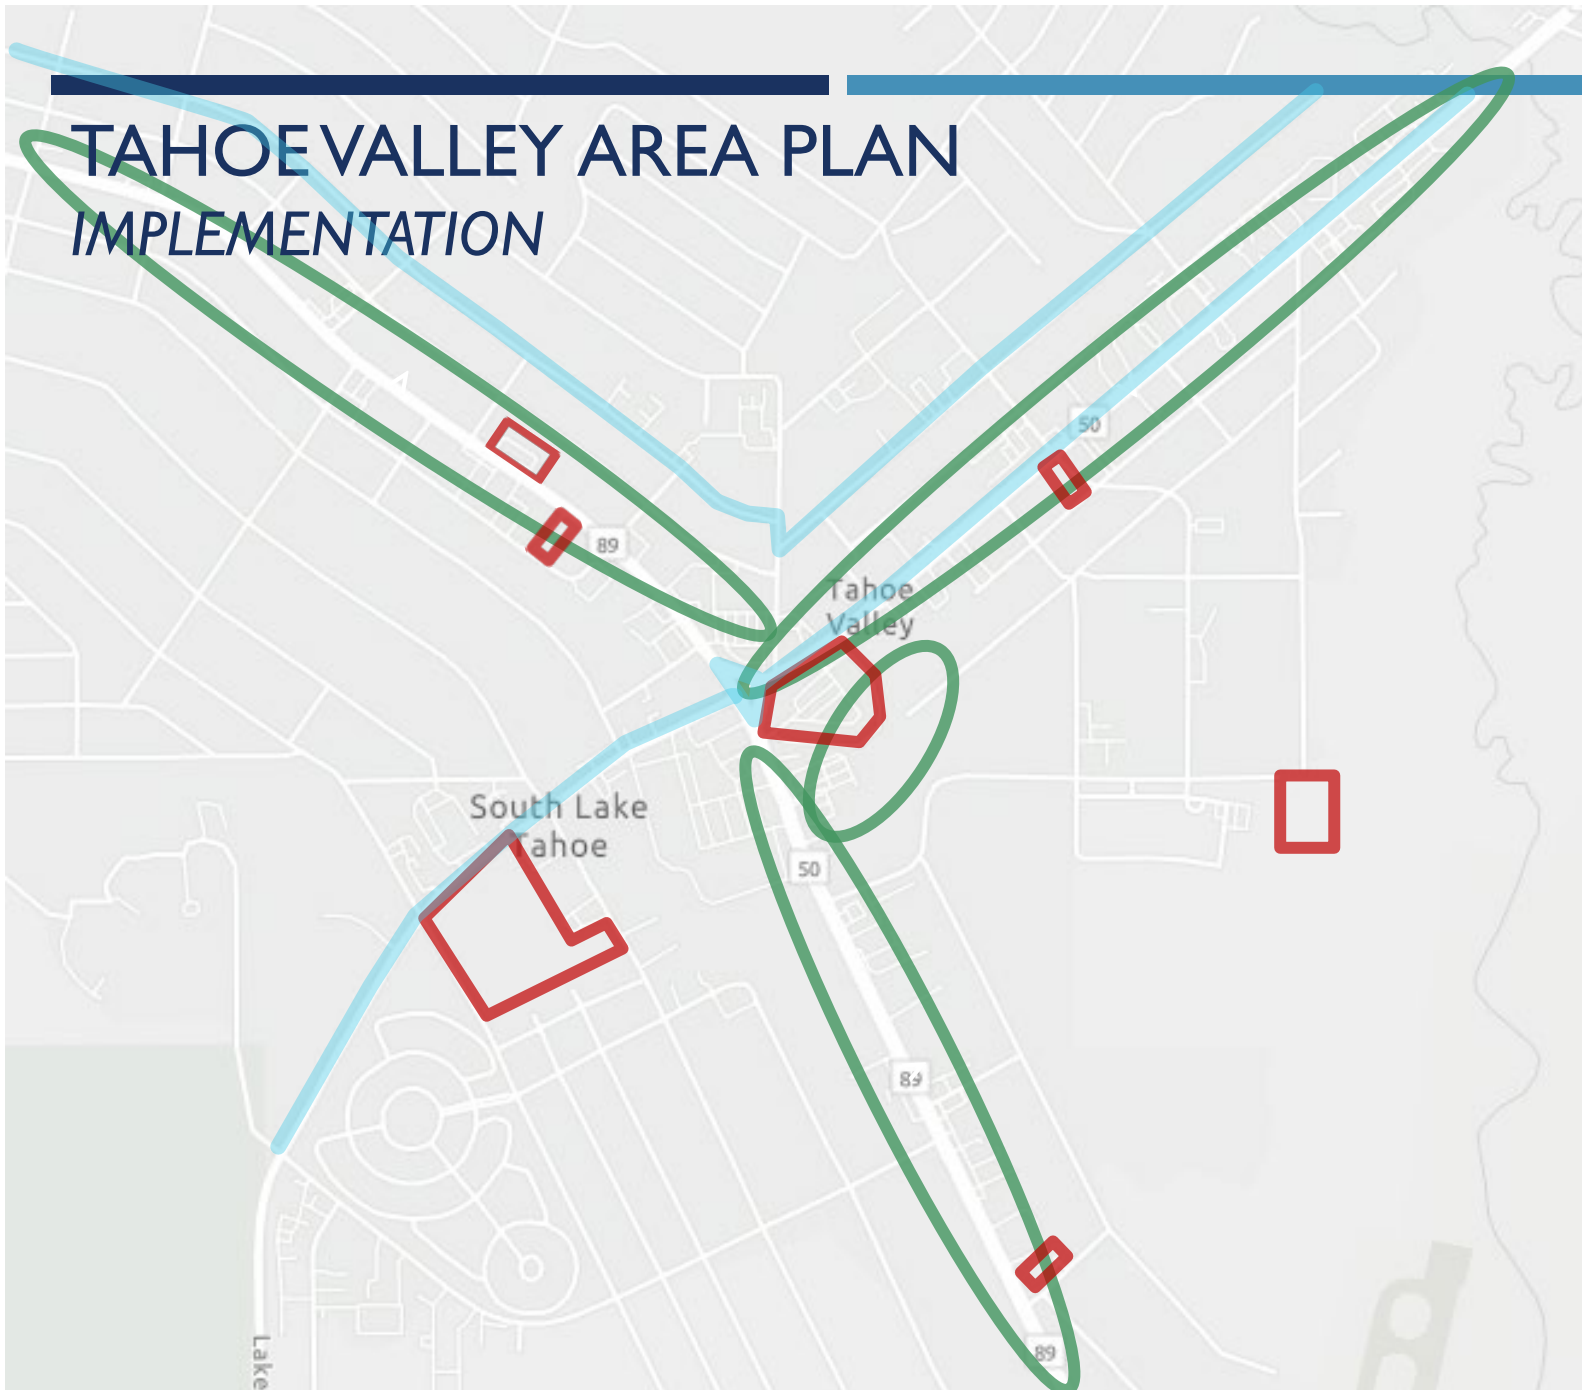 TAHOE VALLEY AREA PLAN
IMPLEMENTATION
50
89
Tahoe
Valley
South Lake
Tahoe
50
89
89
Lake